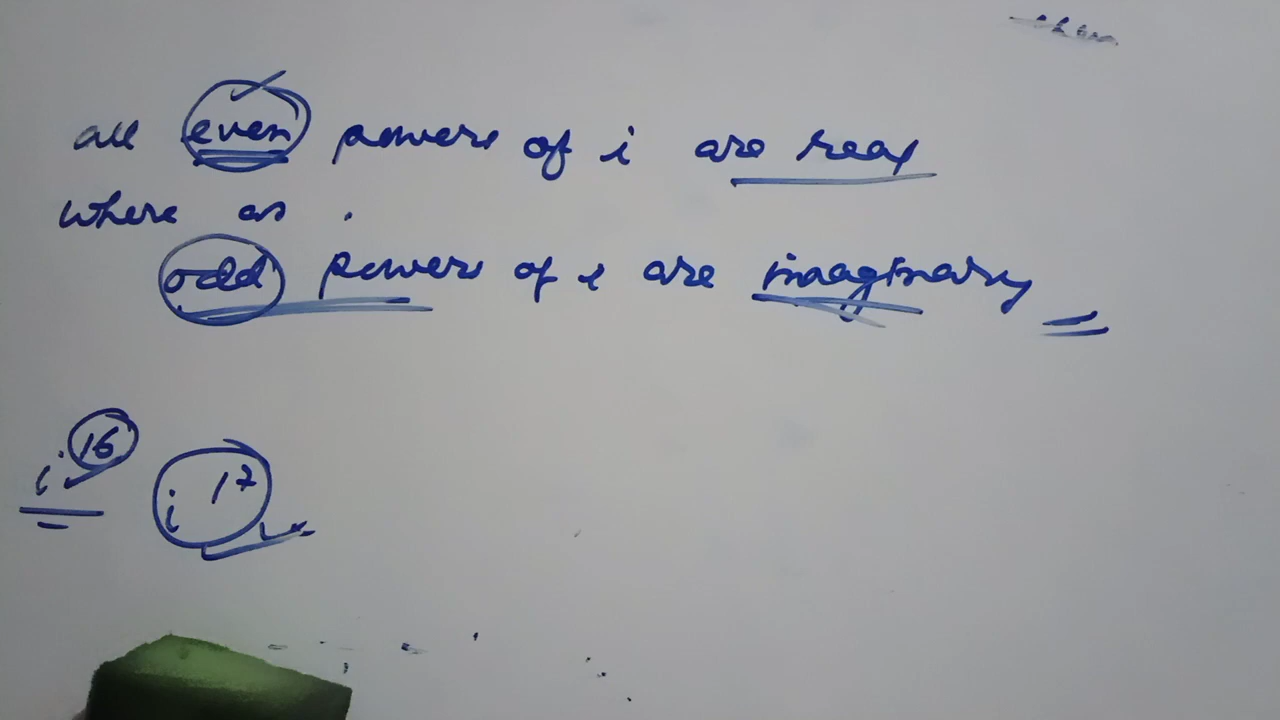 all even powers of i are real
where as
odd powers of i are imaginary
i^16 i^17